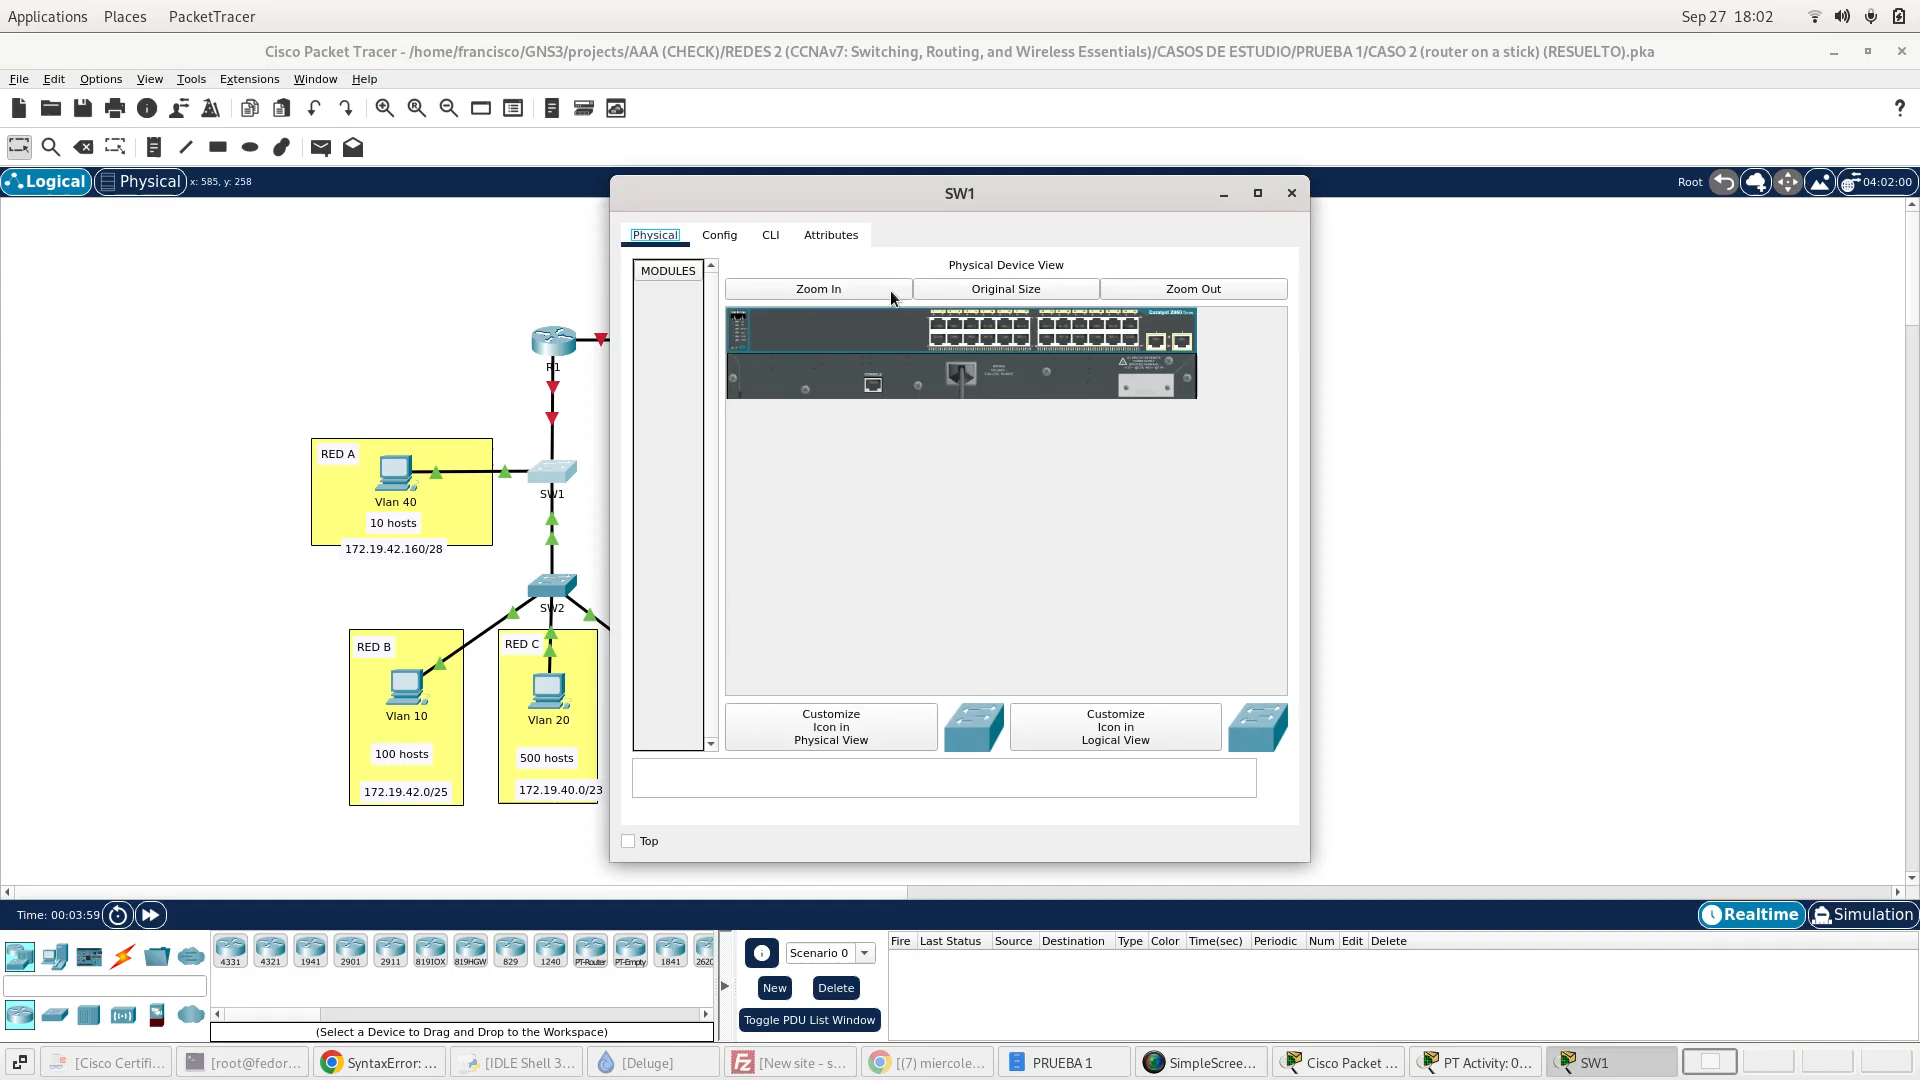 Applications Places PacketTracer Sep 27 18:02
Cisco Packet Tracer - /home/francisco/GNS3/projects/AAA (CHECK)/REDES 2 (CCNAv7: Switching, Routing, and Wireless Essentials)/CASOS DE ESTUDIO/PRUEBA 1/CASO 2 (router on a stick) (RESUELTO).pka
File Edit Options View Tools Extensions Window Help
Logical Physical x: 585, y: 258 Root 04:02:00
SW1
Physical Config CLI Attributes
MODULES
Physical Device View
Zoom In Original Size Zoom Out
Catalyst 2960
CONSOLE
R1
RED A
Vlan 40
10 hosts
172.19.42.160/28
SW1
SW2
RED B
Vlan 10
100 hosts
172.19.42.0/25
RED C
Vlan 20
500 hosts
172.19.40.0/23
Customize
Icon in
Physical View
Customize
Icon in
Logical View
Top
Time: 00:03:59 Realtime Simulation
4331 4321 1941 2901 2911 819IOX 819HGW 829 1240 PT-Router PT-Empty 1841 2620
(Select a Device to Drag and Drop to the Workspace)
Scenario 0
New Delete
Toggle PDU List Window
Fire Last Status Source Destination Type Color Time(sec) Periodic Num Edit Delete
[Cisco Certifi... [root@fedor... SyntaxError: ... [IDLE Shell 3... [Deluge] [New site - s... [(7) miercole... PRUEBA 1 SimpleScree... Cisco Packet ... PT Activity: 0... SW1